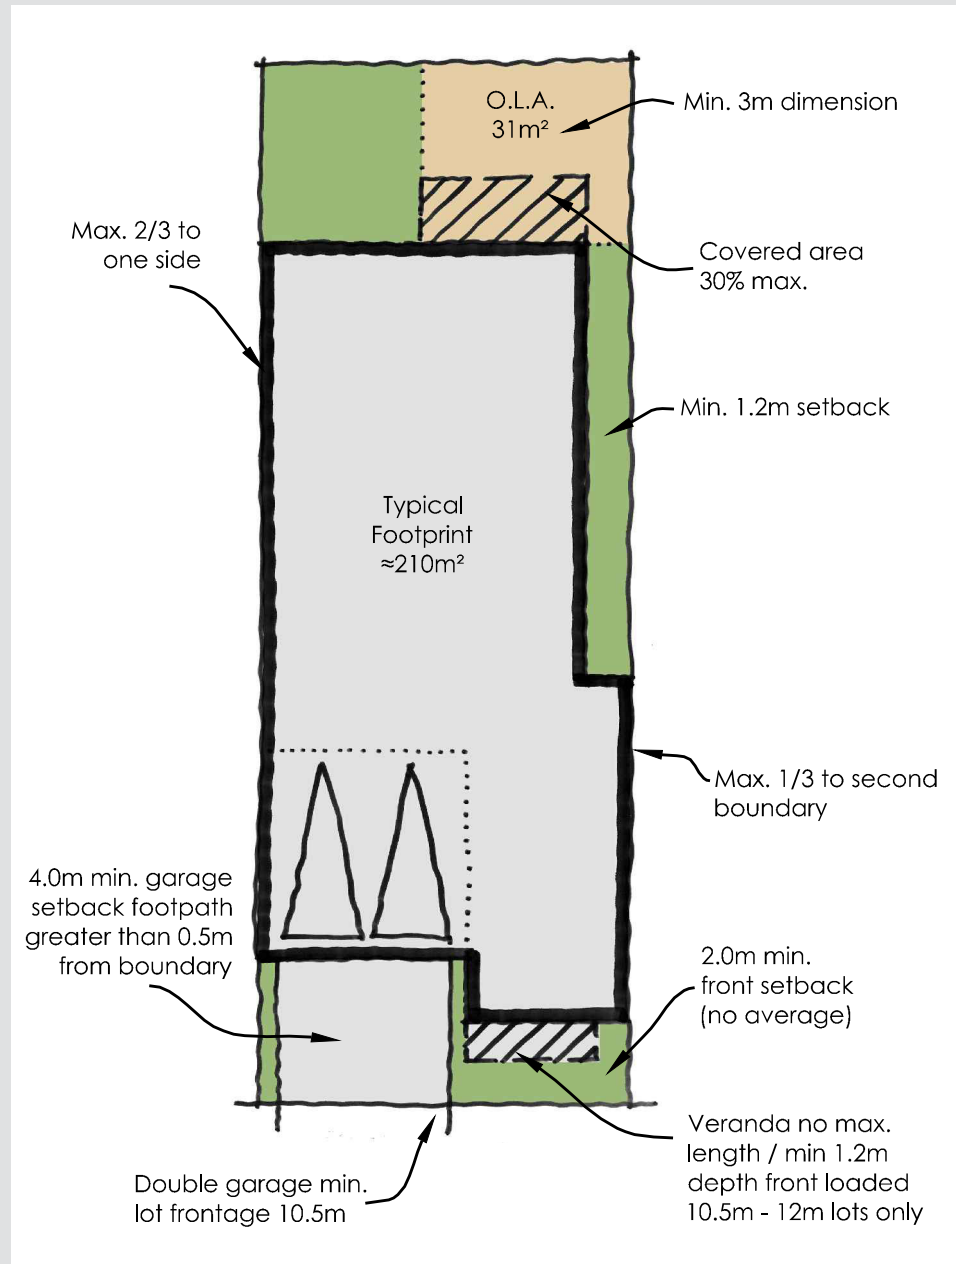 O.L.A.
31m²
Min. 3m dimension
Max. 2/3 to
one side
Covered area
30% max.
Min. 1.2m setback
Typical
Footprint
≈210m²
Max. 1/3 to second
boundary
4.0m min. garage
setback footpath
greater than 0.5m
from boundary
2.0m min.
front setback
(no average)
Veranda no max.
length / min 1.2m
depth front loaded
10.5m - 12m lots only
Double garage min.
lot frontage 10.5m